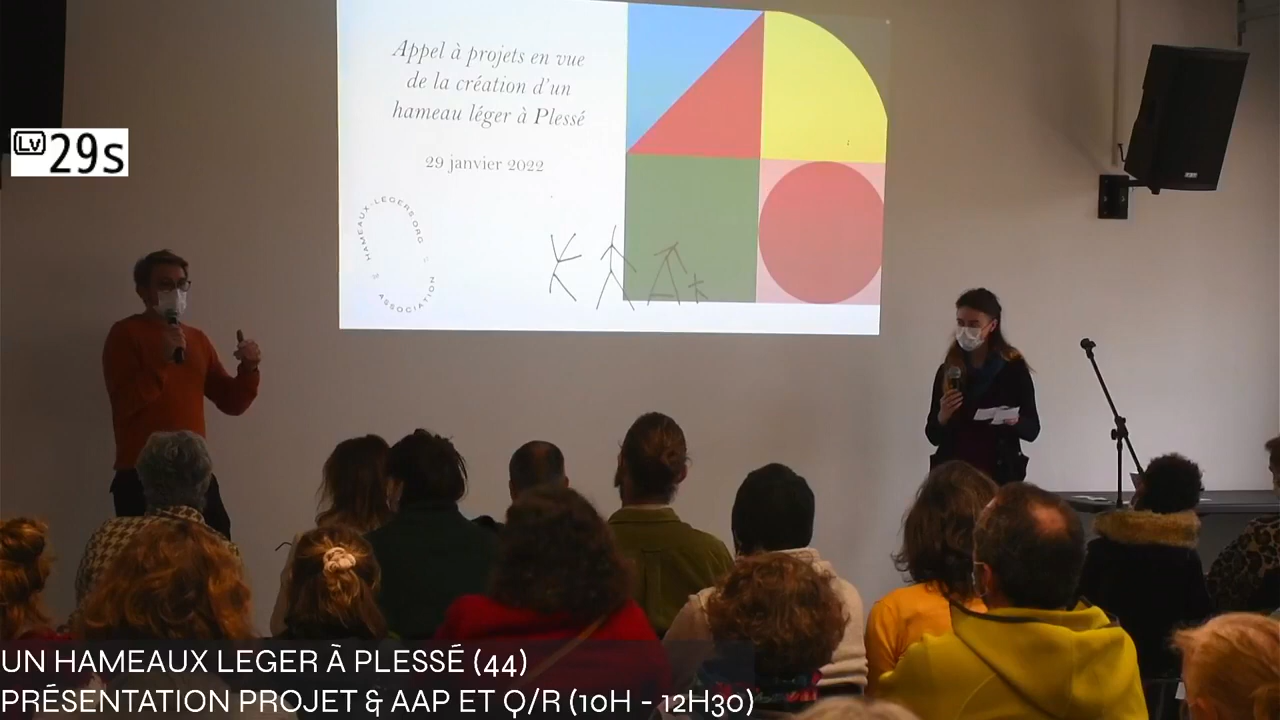 Appel à projets en vue
de la création d'un
hameau léger à Plessé
29 janvier 2022
HAMEAUX-LEGERS.ORG
ASSOCIATION
Lv 29s
UN HAMEAUX LEGER À PLESSÉ (44)
PRÉSENTATION PROJET & AAP ET Q/R (10H - 12H30)